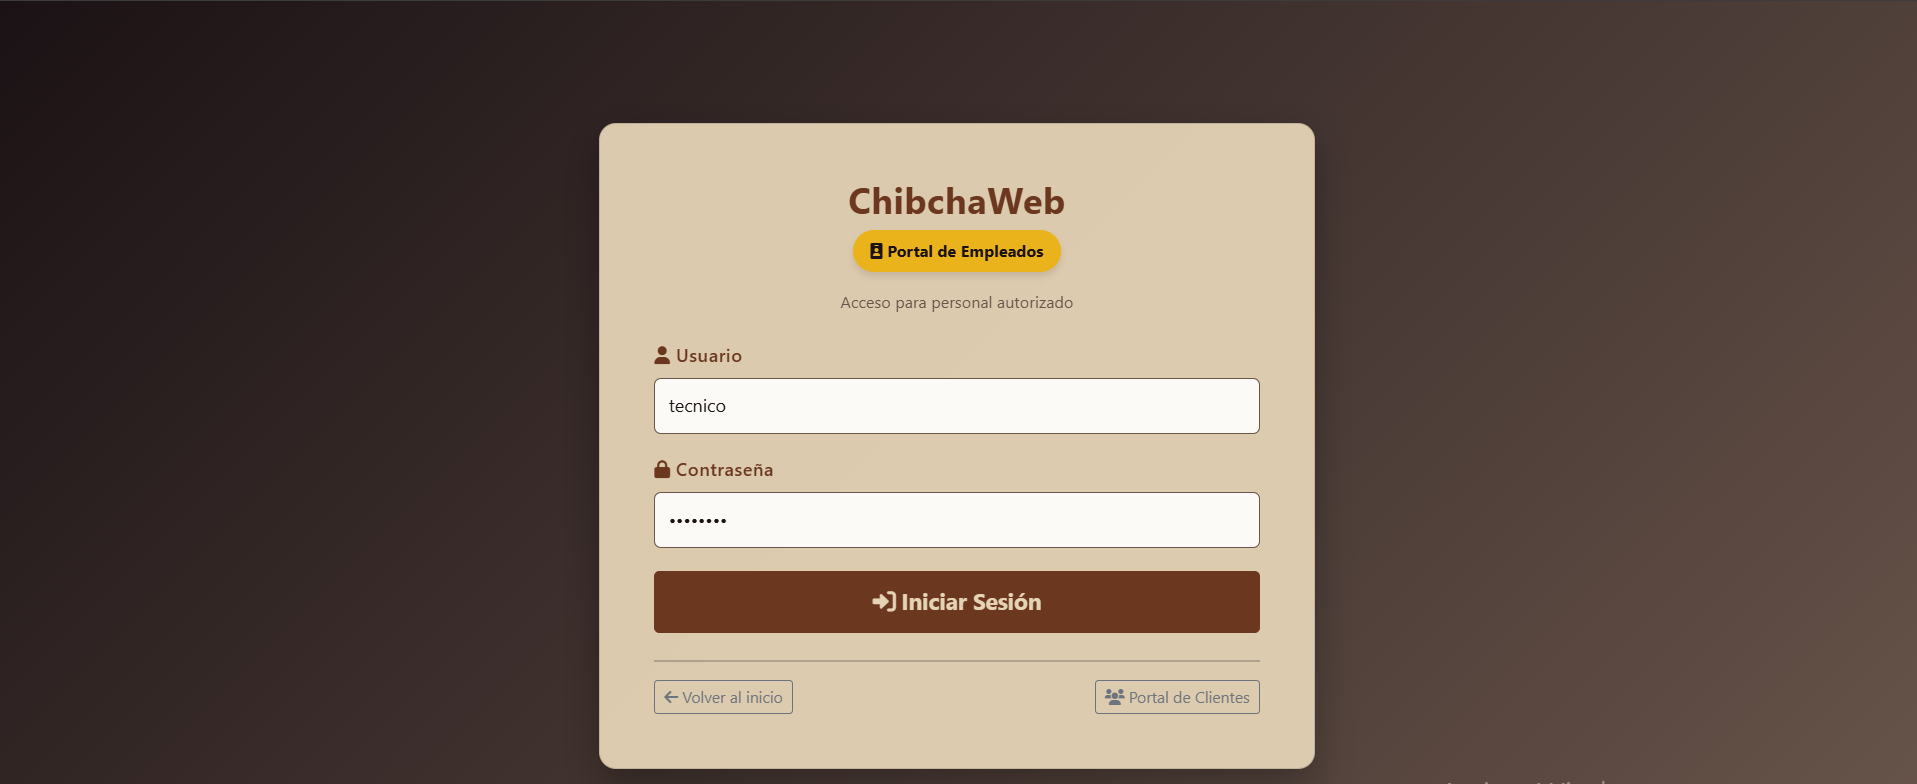 ChibchaWeb
Portal de Empleados
Acceso para personal autorizado
Usuario
tecnico
Contraseña
••••••••
Iniciar Sesión
Volver al inicio
Portal de Clientes